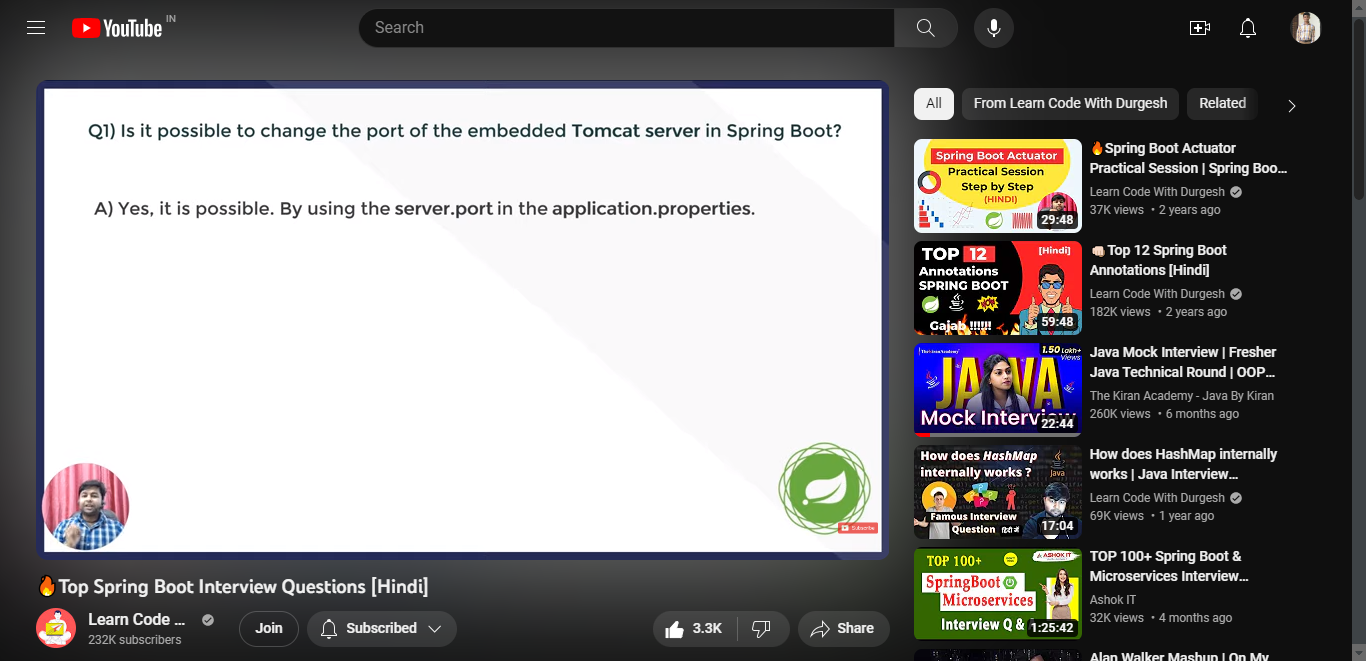 YouTube IN
Search
Q1) Is it possible to change the port of the embedded Tomcat server in Spring Boot?
A) Yes, it is possible. By using the server.port in the application.properties.
Subscribe
🔥Top Spring Boot Interview Questions [Hindi]
Learn Code ...
232K subscribers
Join
Subscribed
3.3K
Share
All
From Learn Code With Durgesh
Related
Spring Boot Actuator
Practical Session
Step by Step
(HINDI)
29:48
🔥Spring Boot Actuator
Practical Session | Spring Boo...
Learn Code With Durgesh
37K views • 2 years ago
TOP 12
[Hindi]
Annotations
SPRING BOOT
Gajab !!!!!!
59:48
👊🏻Top 12 Spring Boot
Annotations [Hindi]
Learn Code With Durgesh
182K views • 2 years ago
1.50 Lakh+
Views
JAVA
Mock Interview
22:44
Java Mock Interview | Fresher
Java Technical Round | OOP...
The Kiran Academy - Java By Kiran
260K views • 6 months ago
How does HashMap
internally works ?
Java
Famous Interview
Question
17:04
How does HashMap internally
works | Java Interview...
Learn Code With Durgesh
69K views • 1 year ago
TOP 100+
ASHOK IT
SpringBoot
Microservices
Interview Q &
1:25:42
TOP 100+ Spring Boot &
Microservices Interview...
Ashok IT
32K views • 4 months ago
Alan Walker Mashup | On My